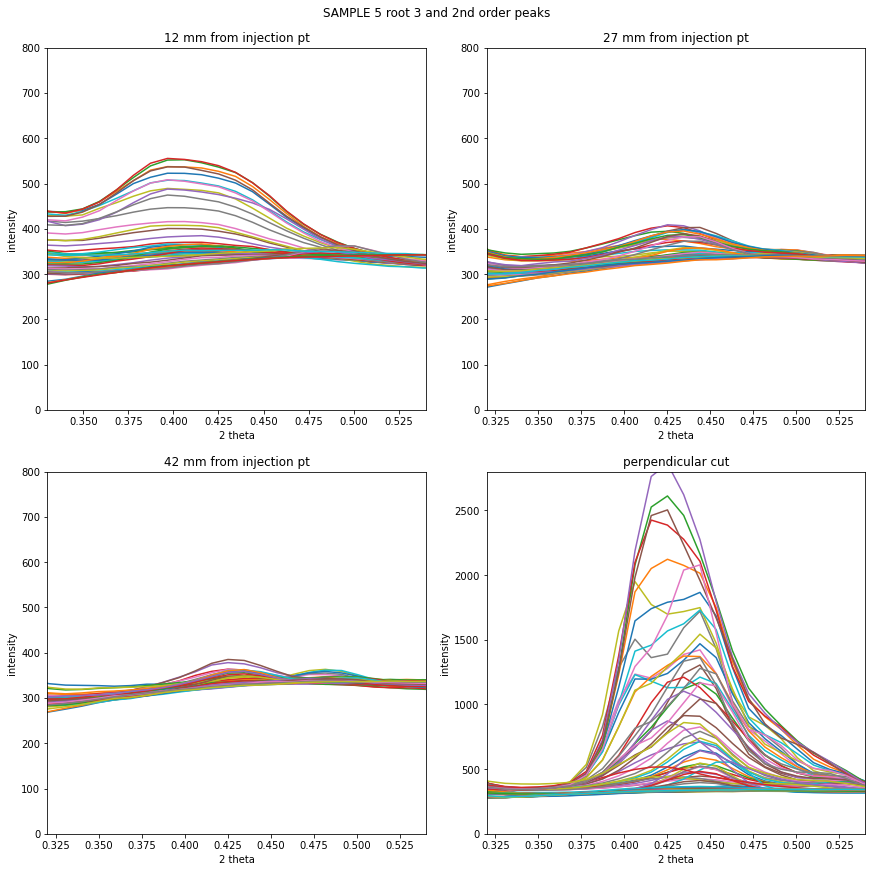 SAMPLE 5 root 3 and 2nd order peaks
12 mm from injection pt
27 mm from injection pt
800
700
600
500
400
300
200
100
0
intensity
0.350 0.375 0.400 0.425 0.450 0.475 0.500 0.525
2 theta
800
700
600
500
400
300
200
100
0
intensity
0.325 0.350 0.375 0.400 0.425 0.450 0.475 0.500 0.525
2 theta
42 mm from injection pt
perpendicular cut
800
700
600
500
400
300
200
100
0
intensity
0.325 0.350 0.375 0.400 0.425 0.450 0.475 0.500 0.525
2 theta
2500
2000
1500
1000
500
0
intensity
0.325 0.350 0.375 0.400 0.425 0.450 0.475 0.500 0.525
2 theta